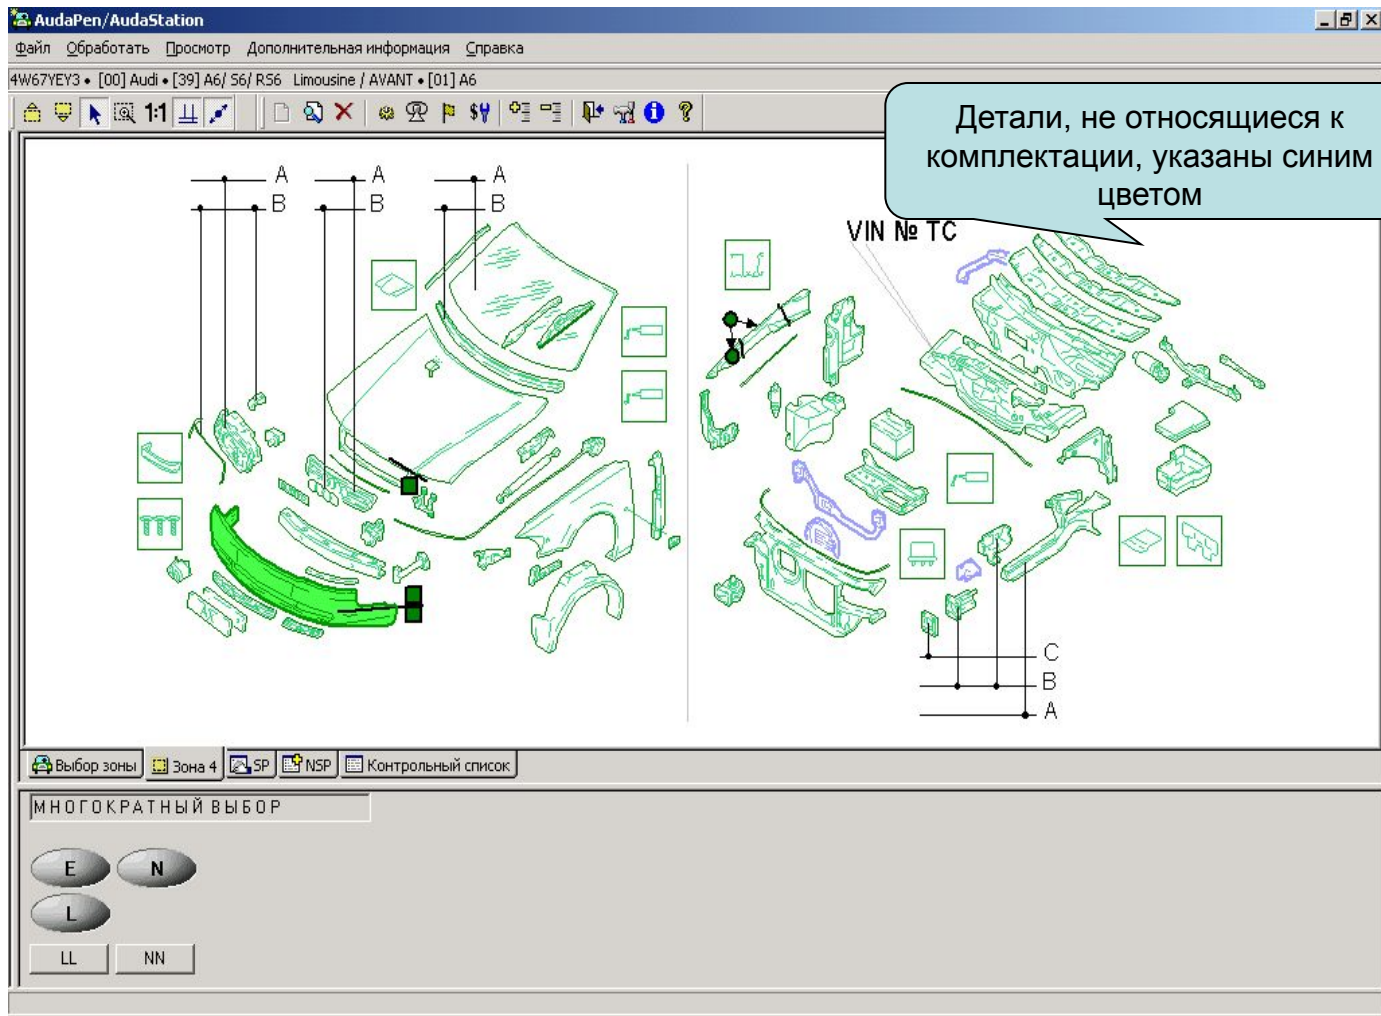 AudaPen/AudaStation
Файл Обработать Просмотр Дополнительная информация Справка
4W67YEY3 • [00] Audi • [39] A6/ S6/ RS6 Limousine / AVANT • [01] A6
1:1
Детали, не относящиеся к
комплектации, указаны синим
цветом
A A A
B B B
VIN № TC
C
B
A
Выбор зоны Зона 4 SP NSP Контрольный список
МНОГОКРАТНЫЙ ВЫБОР
E N
L
LL NN